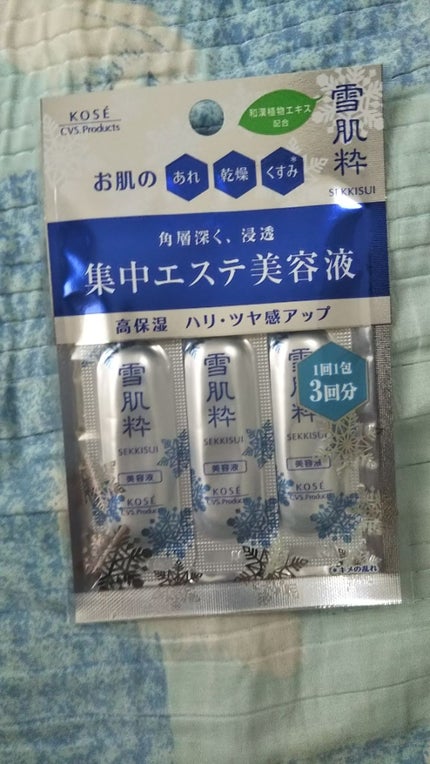 KOSÉ
C.V.S. Products
和漢植物エキス
配合
雪肌粋
SEKKISUI
お肌の あれ 乾燥 くすみ*
角層深く、浸透
集中エステ美容液
高保湿 ハリ・ツヤ感アップ
1回1包
3回分
雪肌粋
SEKKISUI
美容液
KOSÉ
C.V.S. Products
雪肌粋
SEKKISUI
美容液
KOSÉ
C.V.S. Products
雪肌粋
SEKKISUI
美容液
KOSÉ
C.V.S. Products
*キメの乱れ